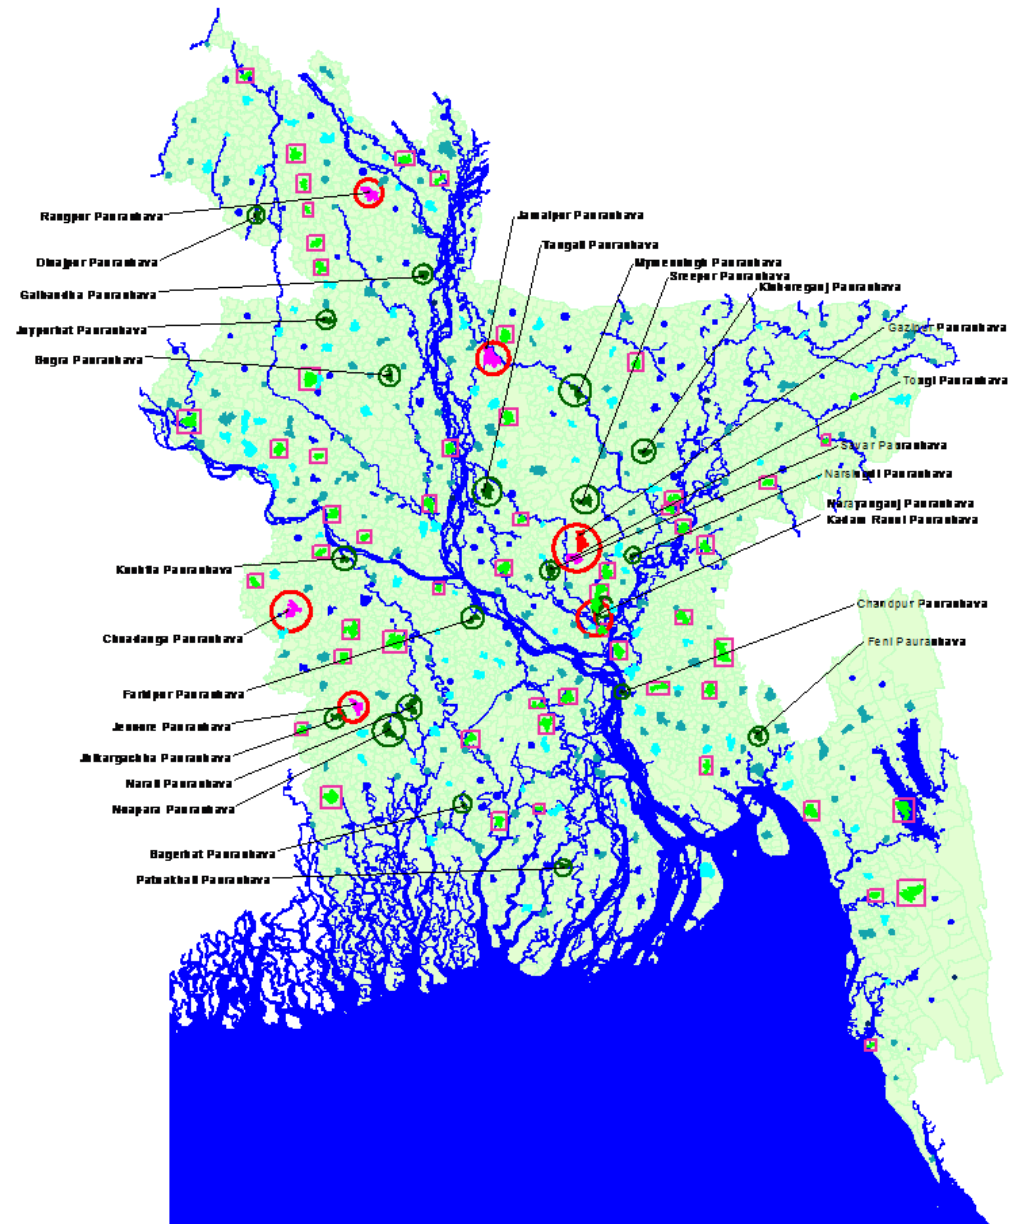 Jamalpur Paurashava
Rangpur Paurashava
Tangail Paurashava
Dinajpur Paurashava
Mymensingh Paurashava
Sreepur Paurashava
Kishoreganj Paurashava
Gaibandha Paurashava
Joypurhat Paurashava
Gazipur Paurashava
Bogra Paurashava
Tongi Paurashava
Savar Paurashava
Narsingdi Paurashava
Narayanganj Paurashava
Kadam Rasul Paurashava
Kushtia Paurashava
Chandpur Paurashava
Chuadanga Paurashava
Feni Paurashava
Faridpur Paurashava
Jessore Paurashava
Jhikargachha Paurashava
Narail Paurashava
Noapara Paurashava
Bagerhat Paurashava
Patuakhali Paurashava